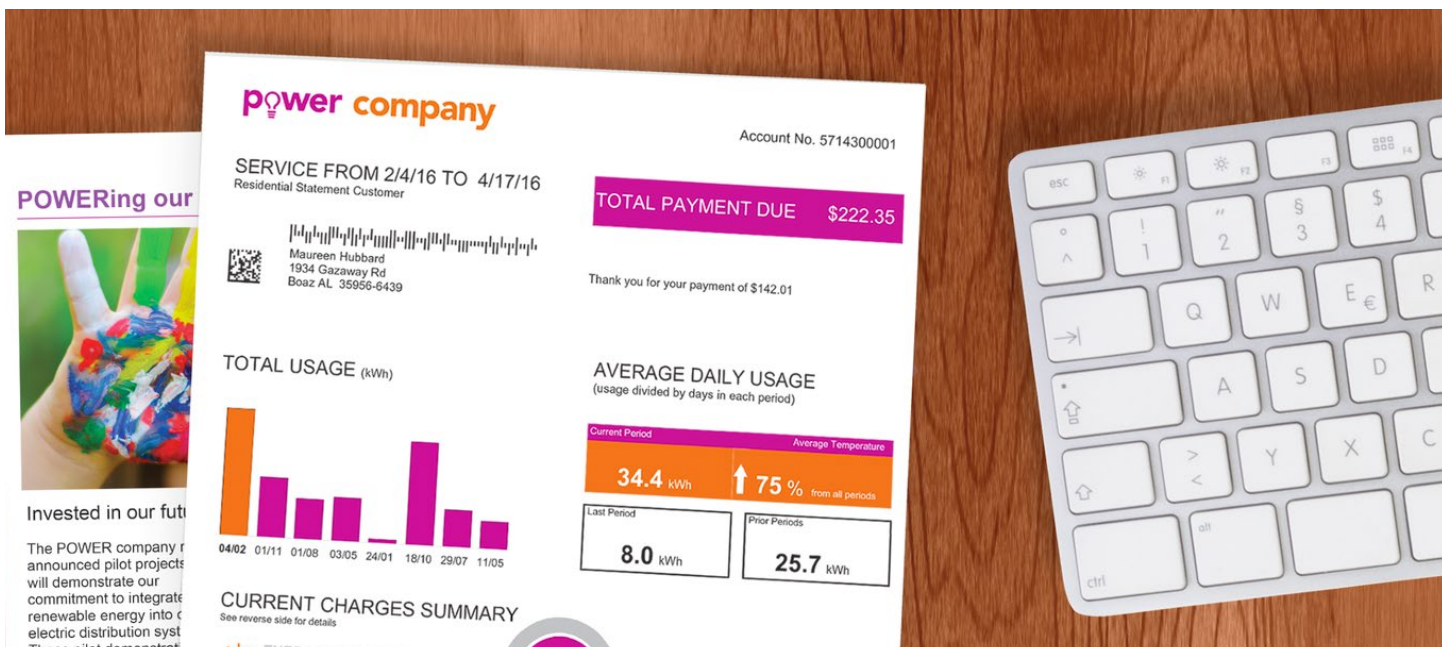 POWERing our
Invested in our futu
The POWER company r
announced pilot projects
will demonstrate our
commitment to integrate
renewable energy into o
electric distribution syst
power company
Account No. 5714300001
SERVICE FROM 2/4/16 TO 4/17/16
Residential Statement Customer
TOTAL PAYMENT DUE $222.35
Maureen Hubbard
1934 Gazaway Rd
Boaz AL 35956-6439
Thank you for your payment of $142.01
TOTAL USAGE (kWh)
04/02 01/11 01/08 03/05 24/01 18/10 29/07 11/05
AVERAGE DAILY USAGE
(usage divided by days in each period)
Current Period Average Temperature
34.4 kWh 75 % from all periods
Last Period Prior Periods
8.0 kWh 25.7 kWh
CURRENT CHARGES SUMMARY
See reverse side for details
esc F1 F2 F3 F4
° ! " § $
^ 1 2 3 4
Q W E € R
A S D
> < Y X C
ctrl alt